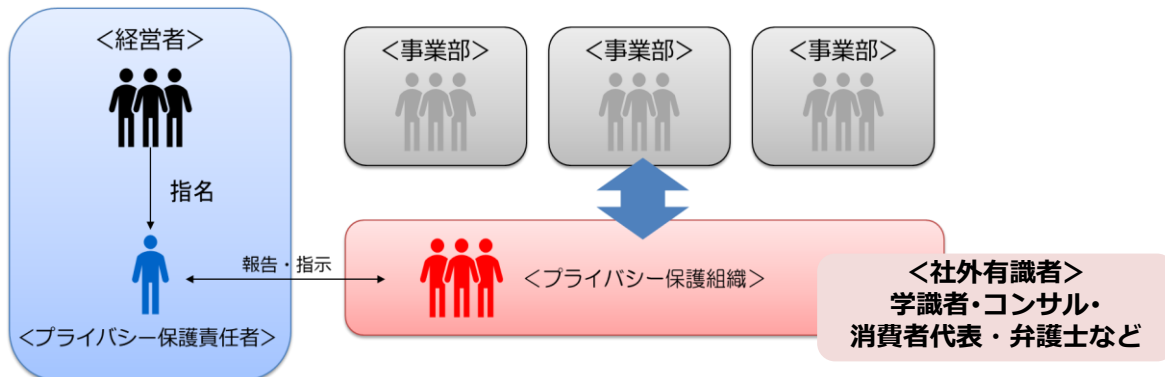 ＜経営者＞
指名
＜プライバシー保護責任者＞
報告・指示
＜事業部＞
＜事業部＞
＜事業部＞
＜プライバシー保護組織＞
＜社外有識者＞
学識者・コンサル・
消費者代表・弁護士など